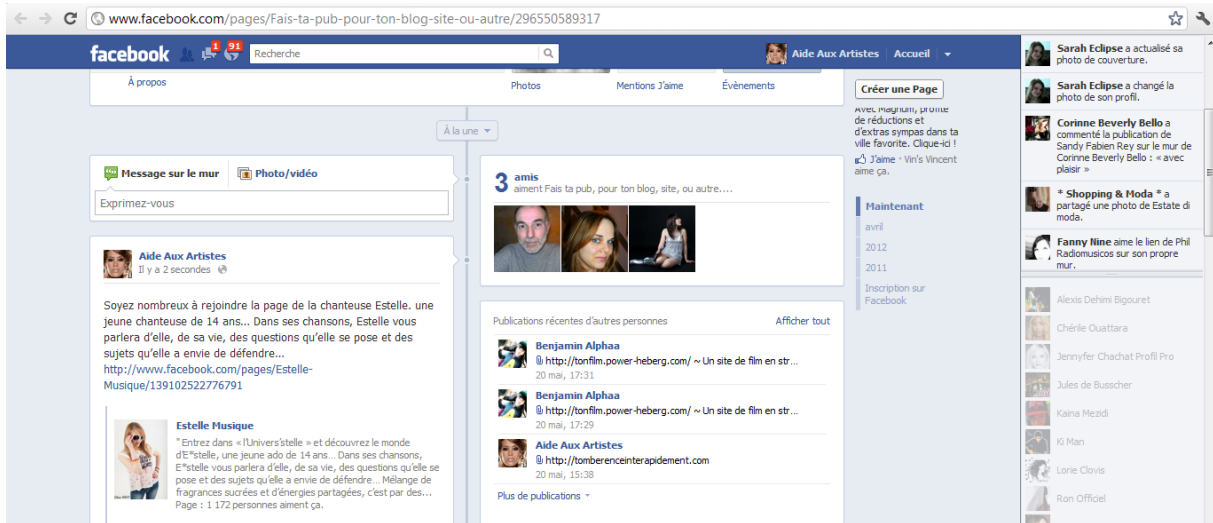 www.facebook.com/pages/Fais-ta-pub-pour-ton-blog-site-ou-autre/296550589317
facebook
1
91
Recherche
Aide Aux Artistes
Accueil
À propos
Photos
Mentions J'aime
Évènements
À la une
Message sur le mur
Photo/vidéo
Exprimez-vous
Aide Aux Artistes
Il y a 2 secondes
Soyez nombreux à rejoindre la page de la chanteuse Estelle. une
jeune chanteuse de 14 ans... Dans ses chansons, Estelle vous
parlera d'elle, de sa vie, des questions qu'elle se pose et des
sujets qu'elle a envie de défendre...
http://www.facebook.com/pages/Estelle-
Musique/139102522776791
Estelle Musique
"Entrez dans « l'Univers'stelle » et découvrez le monde
d'E*stelle, une jeune ado de 14 ans... Dans ses chansons,
E*stelle vous parlera d'elle, de sa vie, des questions qu'elle se
pose et des sujets qu'elle a envie de défendre... Mélange de
fragrances sucrées et d'énergies partagées, c'est par des...
Page : 1 172 personnes aiment ça.
3 amis
aiment Fais ta pub, pour ton blog, site, ou autre....
Publications récentes d'autres personnes
Afficher tout
Benjamin Alphaa
http://tonfilm.power-heberg.com/ ~ Un site de film en str...
20 mai, 17:31
Benjamin Alphaa
http://tonfilm.power-heberg.com/ ~ Un site de film en str...
20 mai, 17:29
Aide Aux Artistes
http://tomberenceinterapidement.com
20 mai, 15:38
Plus de publications
Créer une Page
Avec Magnum, profite
de réductions et
d'extras sympas dans ta
ville favorite. Clique-ici !
J'aime · Vin's Vincent
aime ça.
Maintenant
avril
2012
2011
Inscription sur
Facebook
Sarah Eclipse a actualisé sa
photo de couverture.
Sarah Eclipse a changé la
photo de son profil.
Corinne Beverly Bello a
commenté la publication de
Sandy Fabien Rey sur le mur de
Corinne Beverly Bello : « avec
plaisir »
* Shopping & Moda * a
partagé une photo de Estate di
moda.
Fanny Nine aime le lien de Phil
Radiomusicos sur son propre
mur.
Alexis Dehimi Bigouret
Chérile Ouattara
Jennyfer Chachat Profil Pro
Jules de Busscher
Kaina Mezidi
Ki Man
Lorie Clovis
Ron Officiel